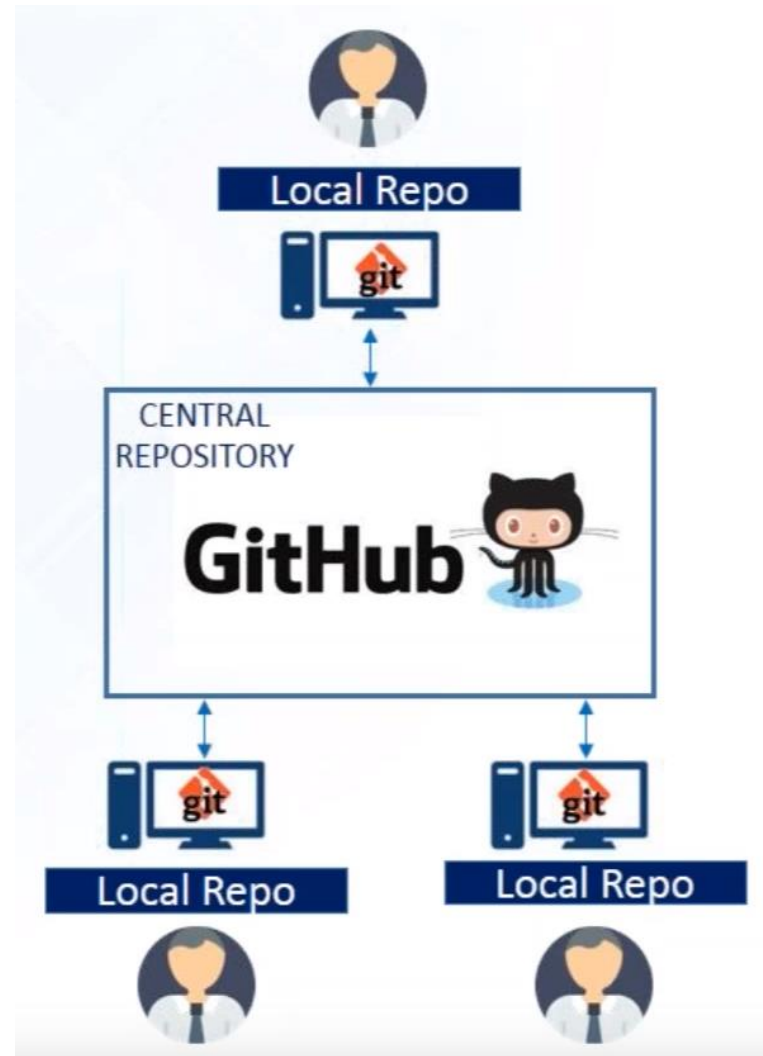 Local Repo
git
CENTRAL
REPOSITORY
GitHub
git
git
Local Repo
Local Repo